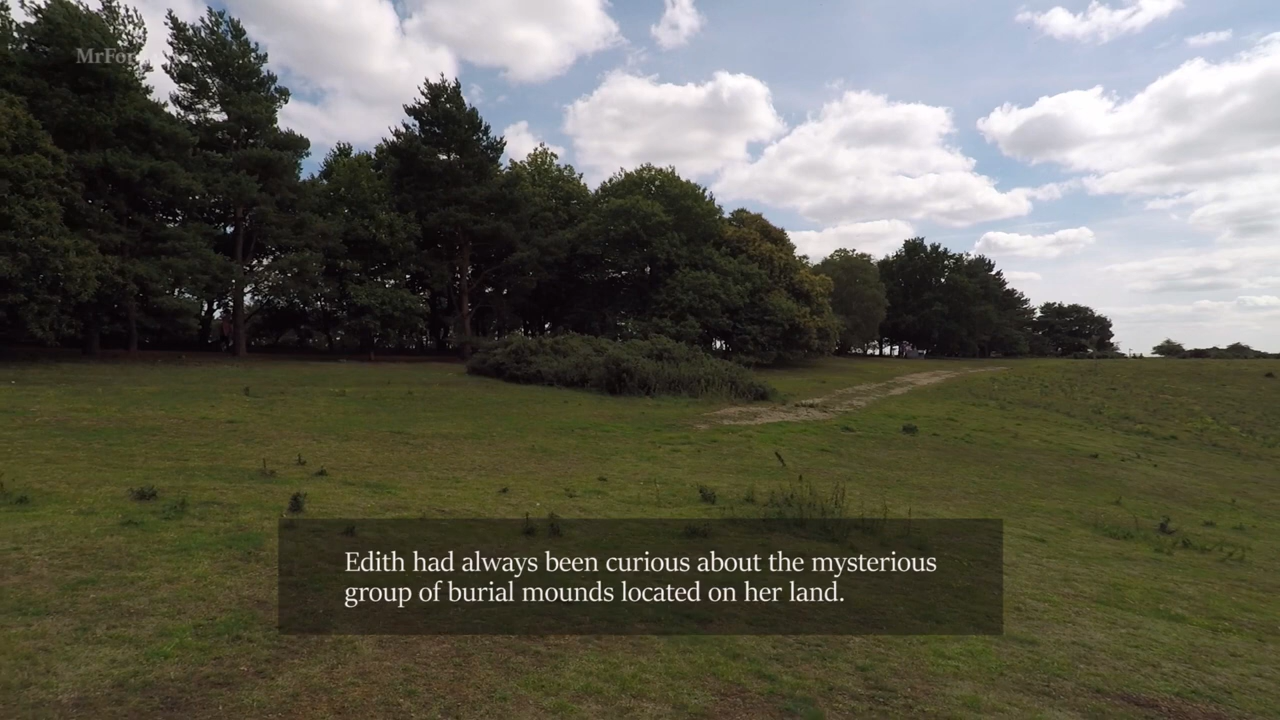 Edith had always been curious about the mysterious
group of burial mounds located on her land.